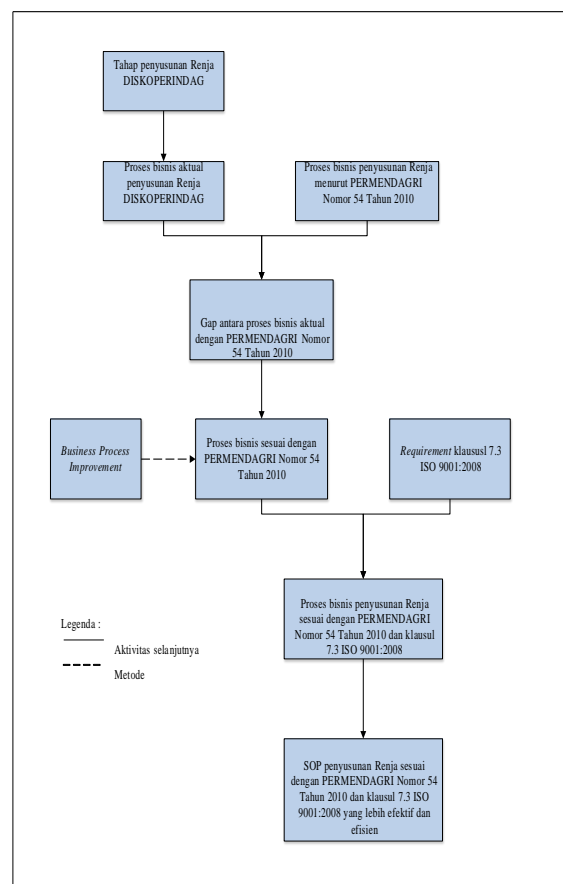 Tahap penyusunan Renja
DISKOPERINDAG
Proses bisnis aktual
penyusunan Renja
DISKOPERINDAG
Proses bisnis penyusunan Renja
menurut PERMENDAGRI
Nomor 54 Tahun 2010
Gap antara proses bisnis aktual
dengan PERMENDAGRI Nomor
54 Tahun 2010
Business Process
Improvement
Proses bisnis sesuai dengan
PERMENDAGRI Nomor 54
Tahun 2010
Requirement klaususl 7.3
ISO 9001:2008
Proses bisnis penyusunan Renja
sesuai dengan PERMENDAGRI
Nomor 54 Tahun 2010 dan klausul
7.3 ISO 9001:2008
Legenda :
Aktivitas selanjutnya
Metode
SOP penyusunan Renja sesuai
dengan PERMENDAGRI Nomor 54
Tahun 2010 dan klausul 7.3 ISO
9001:2008 yang lebih efektif dan
efisien